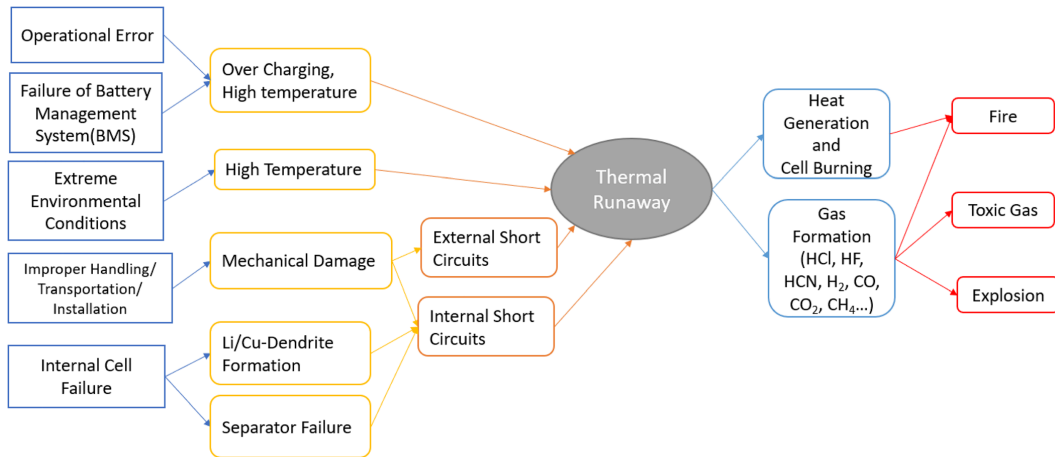 Operational Error
Failure of Battery
Management
System(BMS)
Extreme
Environmental
Conditions
Improper Handling/
Transportation/
Installation
Internal Cell
Failure
Over Charging,
High temperature
High Temperature
Mechanical Damage
Li/Cu-Dendrite
Formation
Separator Failure
External Short
Circuits
Internal Short
Circuits
Thermal
Runaway
Heat
Generation
and
Cell Burning
Gas
Formation
(HCl, HF,
HCN, H₂, CO,
CO₂, CH₄...)
Fire
Toxic Gas
Explosion